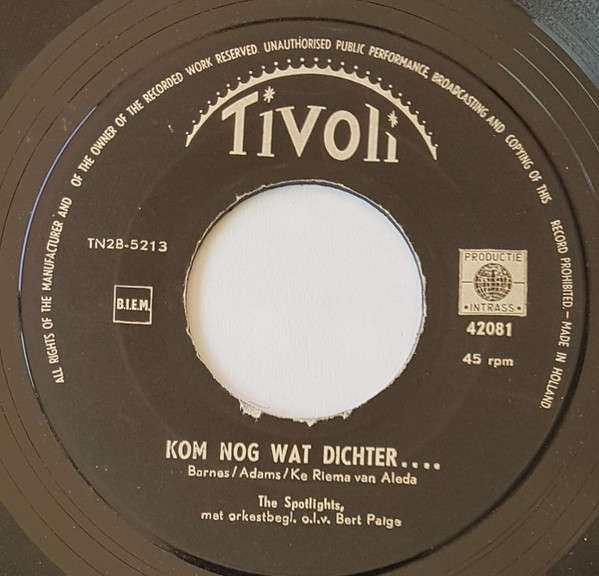 ALL RIGHTS OF THE MANUFACTURER AND OF THE OWNER OF THE RECORDED WORK RESERVED. UNAUTHORISED PUBLIC PERFORMANCE, BROADCASTING AND COPYING OF THIS RECORD PROHIBITED.—MADE IN HOLLAND.
Tivoli
TN28-5213
B.I.E.M.
PRODUCTIE
•INTRASS•
42081
45 rpm
KOM NOG WAT DICHTER....
Barnes/Adams/Ke Riema van Aleda
The Spotlights,
met orkestbegl. o.l.v. Bert Paige